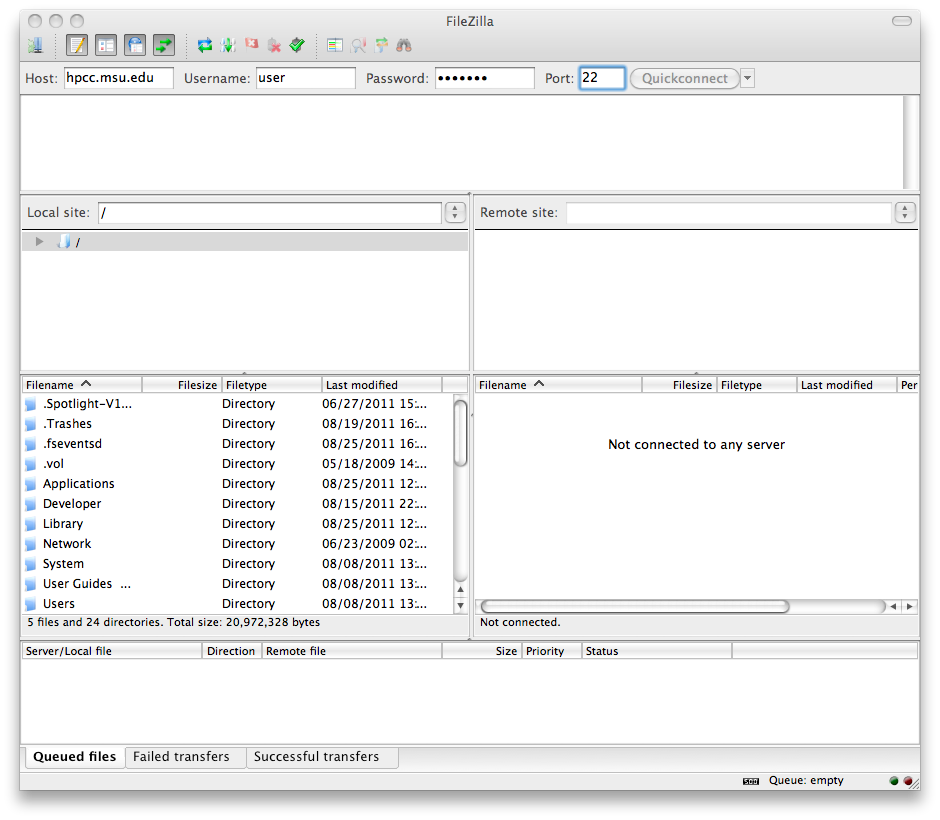 FileZilla
Host: hpcc.msu.edu Username: user Password: ••••••• Port: 22 Quickconnect
Local site: / Remote site:
/
Filename Filesize Filetype Last modified Filename Filesize Filetype Last modified Per
.Spotlight-V1... Directory 06/27/2011 15:...
.Trashes Directory 08/19/2011 16:...
.fseventsd Directory 08/25/2011 16:...
Not connected to any server
.vol Directory 05/18/2009 14:...
Applications Directory 08/25/2011 12:...
Developer Directory 08/15/2011 22:...
Library Directory 08/25/2011 12:...
Network Directory 06/23/2009 02:...
System Directory 08/08/2011 13:...
User Guides ... Directory 08/08/2011 13:...
Users Directory 08/08/2011 13:...
5 files and 24 directories. Total size: 20,972,328 bytes Not connected.
Server/Local file Direction Remote file Size Priority Status
Queued files Failed transfers Successful transfers
Queue: empty